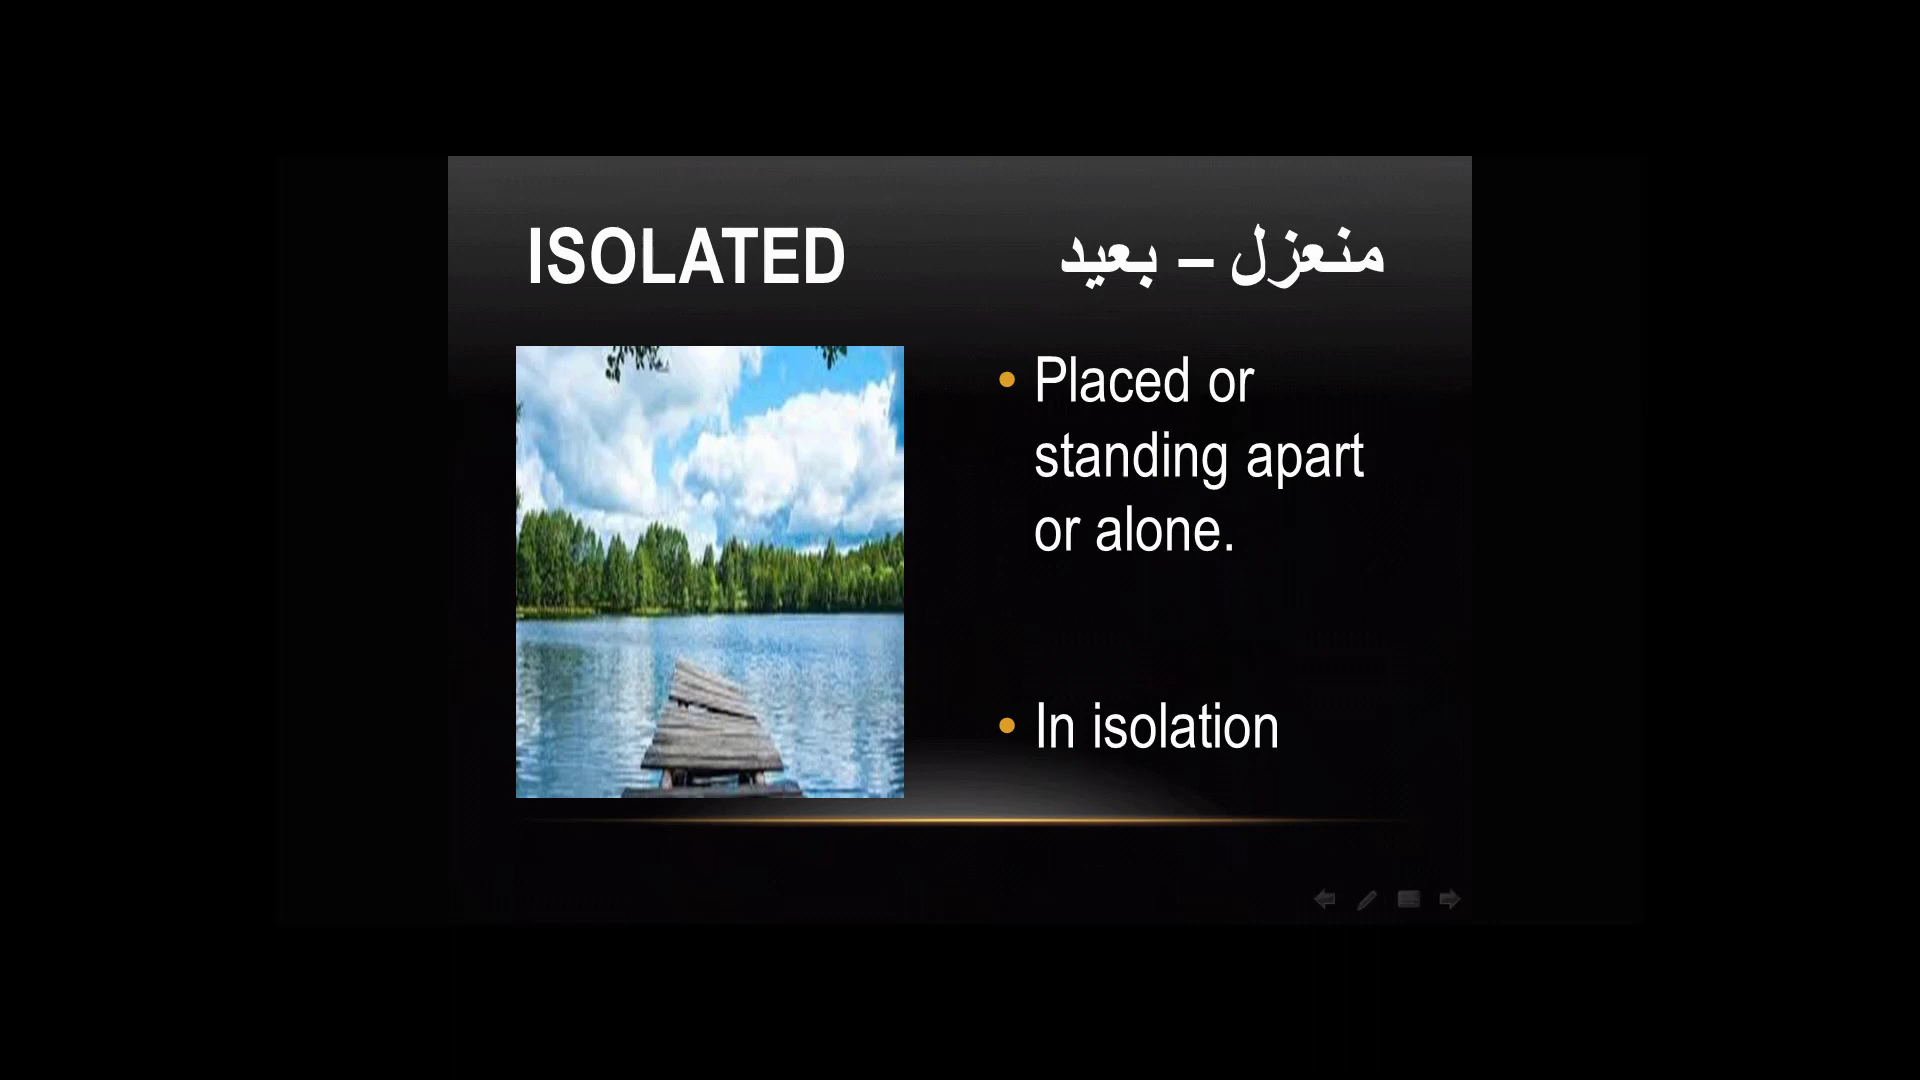 ISOLATED
منعزل – بعيد
• Placed or
standing apart
or alone.
• In isolation